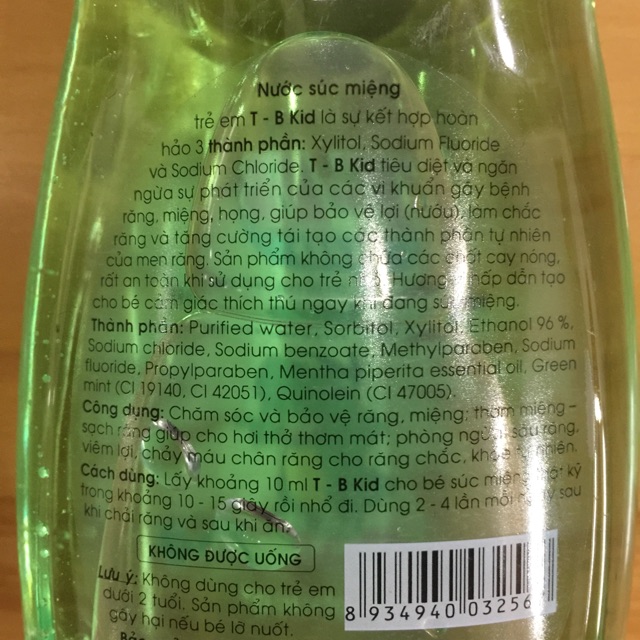 Nước súc miệng
trẻ em T - B Kid là sự kết hợp hoàn
hảo 3 thành phần: Xylitol, Sodium Fluoride
và Sodium Chloride. T - B Kid tiêu diệt và ngăn
ngừa sự phát triển của các vi khuẩn gây bệnh
răng, miệng, họng, giúp bảo vệ lợi (nướu), làm chắc
răng và tăng cường tái tạo các thành phần tự nhiên
của men răng. Sản phẩm không chứa các chất cay nóng,
rất an toàn khi sử dụng cho trẻ Hương hấp dẫn tạo
cho bé cảm giác thích thú ngay khi đang súc miệng.
Thành phần: Purified water, Sorbitol, Xylitol, Ethanol 96 %,
Sodium chloride, Sodium benzoate, Methylparaben, Sodium
fluoride, Propylparaben, Mentha piperita essential oil, Green
mint (CI 19140, CI 42051), Quinolein (CI 47005).
Công dụng: Chăm sóc và bảo vệ răng, miệng; thơm miệng –
sạch răng giúp cho hơi thở thơm mát; phòng ngừa sâu răng,
viêm lợi, chảy máu chân răng cho răng chắc, khỏe tự nhiên.
Cách dùng: Lấy khoảng 10 ml T - B Kid cho bé súc miệng kỹ
trong khoảng 10 - 15 giây rồi nhổ đi. Dùng 2 - 4 lần mỗi ngày sau
khi chải răng và sau khi ăn.
KHÔNG ĐƯỢC UỐNG
Lưu ý: Không dùng cho trẻ em
dưới 2 tuổi. Sản phẩm không
gây hại nếu bé lỡ nuốt.
8 934940 03256